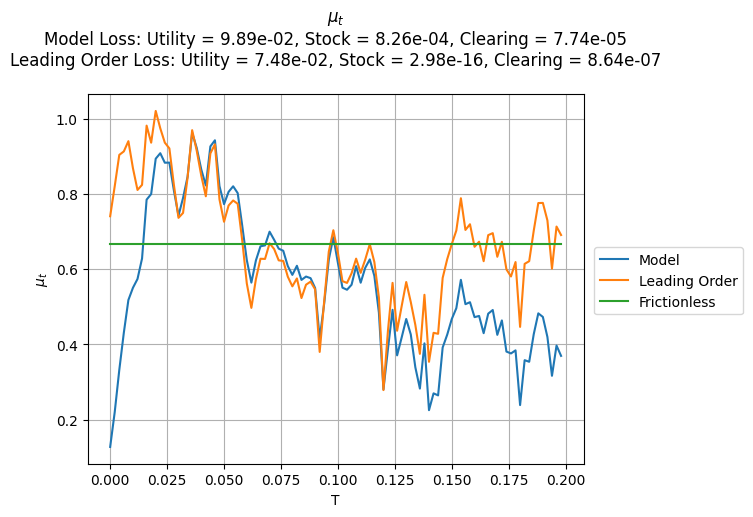 μt
Model Loss: Utility = 9.89e-02, Stock = 8.26e-04, Clearing = 7.74e-05
Leading Order Loss: Utility = 7.48e-02, Stock = 2.98e-16, Clearing = 8.64e-07
1.0
0.8
0.6
0.4
0.2
μt
0.000 0.025 0.050 0.075 0.100 0.125 0.150 0.175 0.200
T
Model
Leading Order
Frictionless